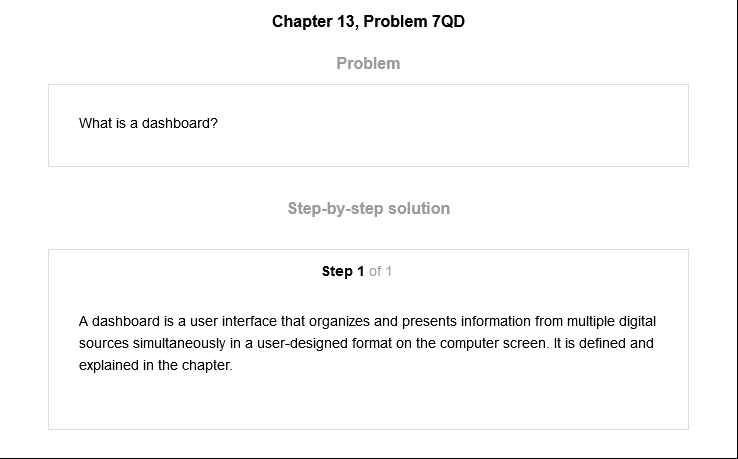 Chapter 13, Problem 7QD
Problem
What is a dashboard?
Step-by-step solution
Step 1 of 1
A dashboard is a user interface that organizes and presents information from multiple digital
sources simultaneously in a user-designed format on the computer screen. It is defined and
explained in the chapter.